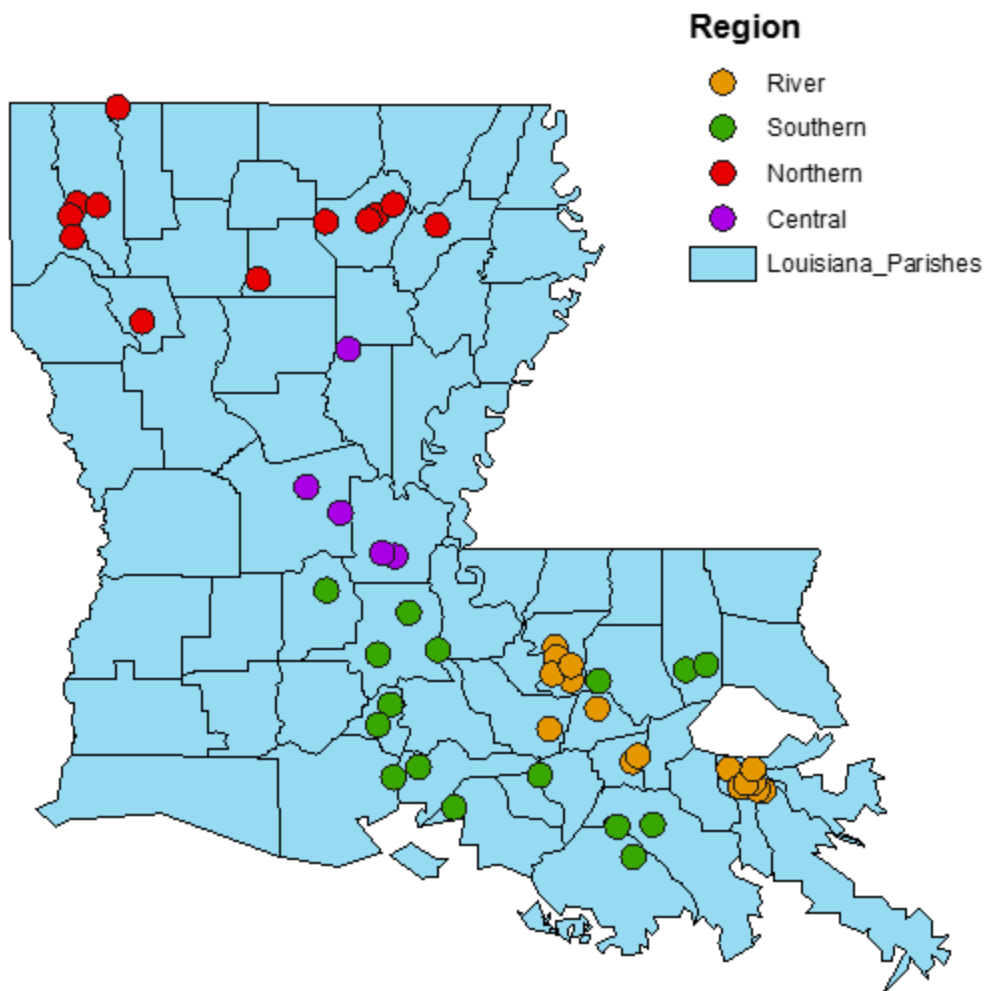 Region
River
Southern
Northern
Central
Louisiana_Parishes